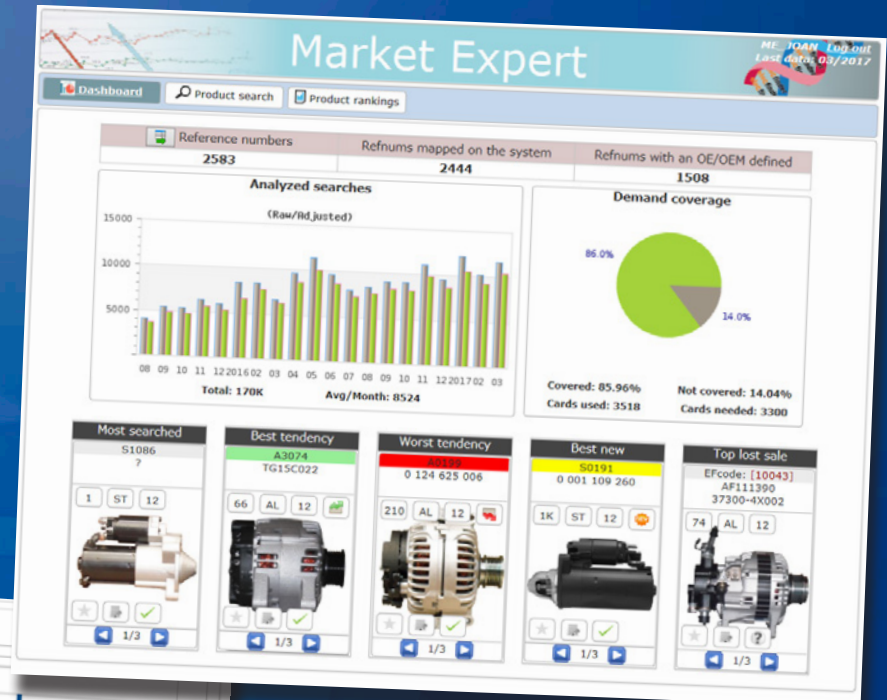 Market Expert
ME_JOAN Log out
Last data: 03/2017
Dashboard Product search Product rankings
Reference numbers Refnums mapped on the system Refnums with an OE/OEM defined
2583 2444 1508
Analyzed searches
(Raw/Adjusted)
15000
10000
5000
08 09 10 11 12 2016 02 03 04 05 06 07 08 09 10 11 12 2017 02 03
Total: 170K Avg/Month: 8524
Demand coverage
86.0%
14.0%
Covered: 85.96% Not covered: 14.04%
Cards used: 3518 Cards needed: 3300
Most searched
S1086
?
1 ST 12
1/3
Best tendency
A3074
TG15C022
66 AL 12
1/3
Worst tendency
0 124 625 006
210 AL 12
1/3
Best new
S0191
0 001 109 260
1K ST 12
1/3
Top lost sale
EFcode: [10043]
AF111390
37300-4X002
74 AL 12
?
1/3